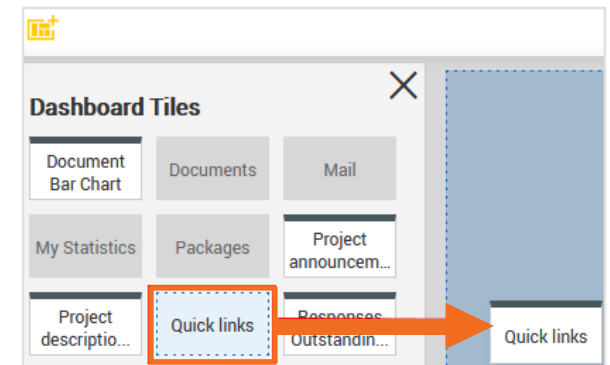 Dashboard Tiles
Document
Bar Chart
Documents
Mail
My Statistics
Packages
Project
announcem...
Project
descriptio...
Quick links
Responses
Outstandin...
Quick links